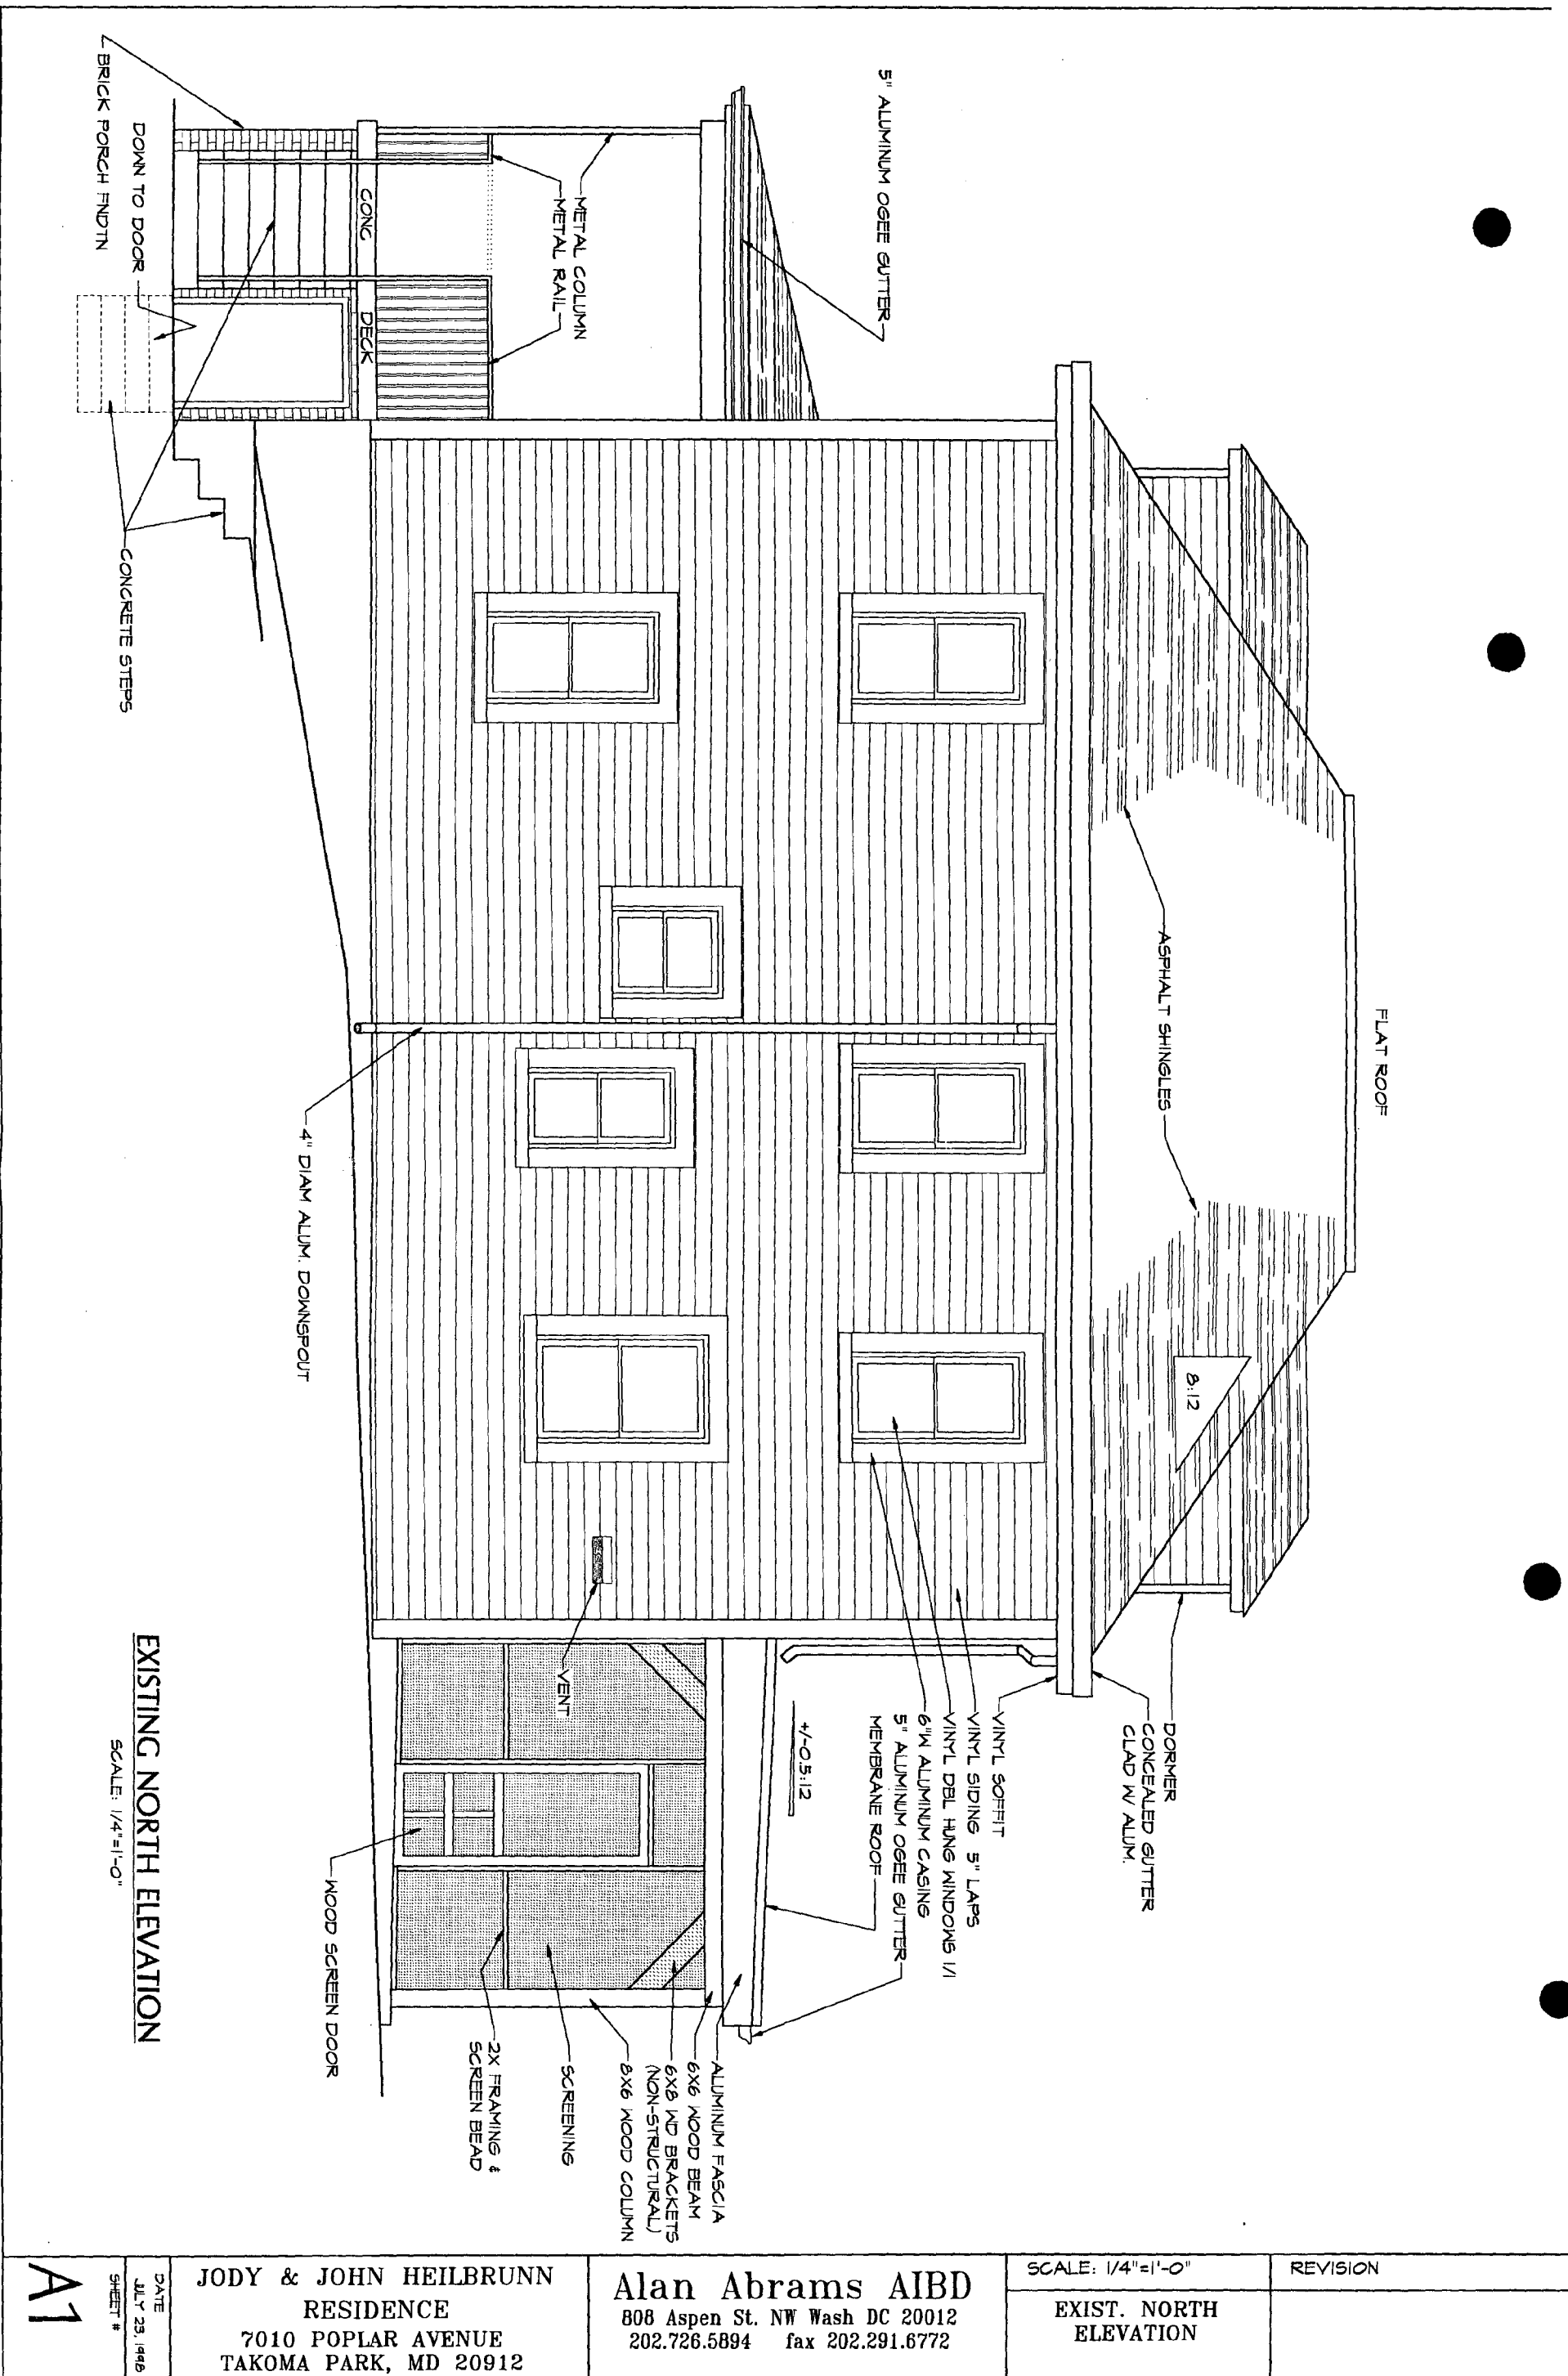 FLAT ROOF
ASPHALT SHINGLES
8:12
5" ALUMINUM OGEE GUTTER
METAL COLUMN
METAL RAIL
CONC
DECK
BRICK PORCH FNDTN
DOWN TO DOOR
CONCRETE STEPS
4" DIAM ALUM. DOWNSPOUT
VENT
DORMER
CONCEALED GUTTER
CLAD W/ ALUM.
VINYL SOFFIT
VINYL SIDING 5" LAPS
VINYL DBL HUNG WINDOWS 1/1
6"W ALUMINUM CASING
5" ALUMINUM OGEE GUTTER
MEMBRANE ROOF
+/-0.5:12
ALUMINUM FASCIA
6X6 WOOD BEAM
6X8 WD BRACKETS
(NON-STRUCTURAL)
8X6 WOOD COLUMN
SCREENING
2X FRAMING &
SCREEN BEAD
WOOD SCREEN DOOR
EXISTING NORTH ELEVATION
SCALE: 1/4"=1'-0"
REVISION
SCALE: 1/4"=1'-0"
EXIST. NORTH
ELEVATION
Alan Abrams AIBD
808 Aspen St. NW Wash DC 20012
202.726.5894 fax 202.291.6772
JODY & JOHN HEILBRUNN
RESIDENCE
7010 POPLAR AVENUE
TAKOMA PARK, MD 20912
DATE
JULY 23, 1998
SHEET #
A1